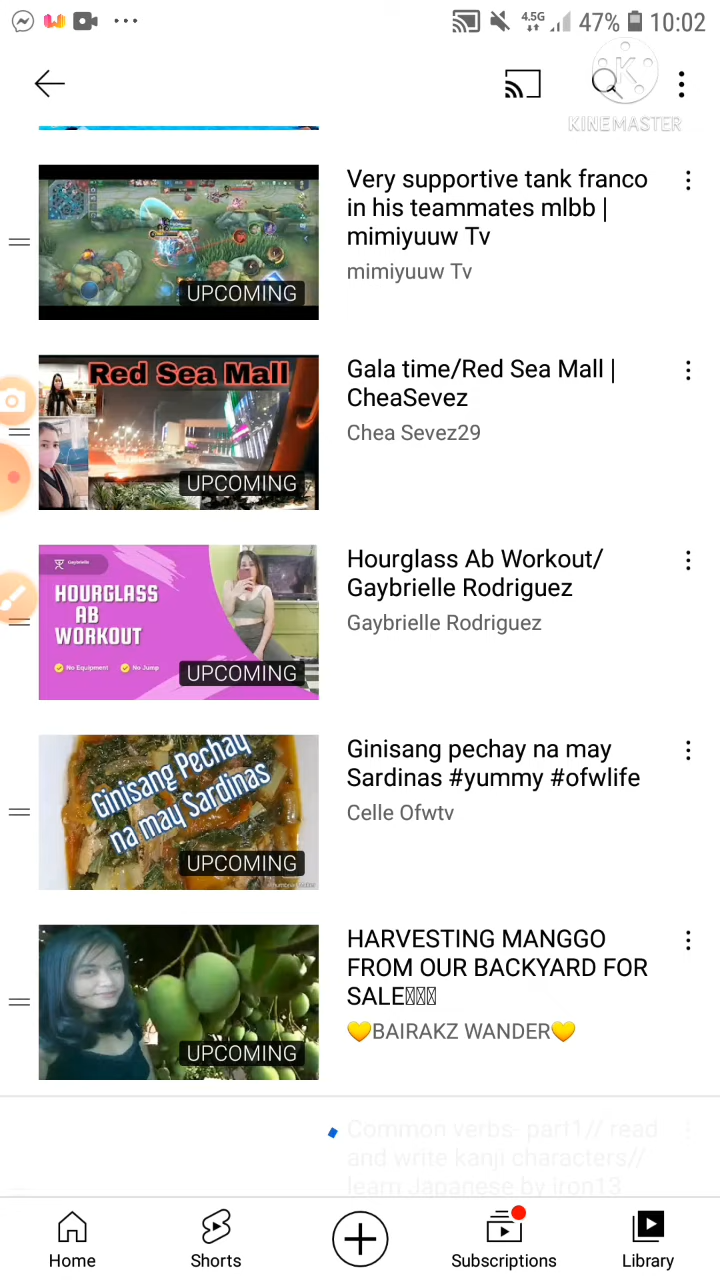 4.5G 47% 10:02
KINEMASTER
Very supportive tank franco
in his teammates mlbb |
mimiyuuw Tv
mimiyuuw Tv
UPCOMING
Red Sea Mall
Gala time/Red Sea Mall |
CheaSevez
Chea Sevez29
UPCOMING
Gaybrielle
HOURGLASS
AB
WORKOUT
No Equipment No Jump
UPCOMING
Hourglass Ab Workout/
Gaybrielle Rodriguez
Gaybrielle Rodriguez
Ginisang Pechay
na may Sardinas
UPCOMING
Ginisang pechay na may
Sardinas #yummy #ofwlife
Celle Ofwtv
HARVESTING MANGGO
FROM OUR BACKYARD FOR
SALE
💛BAIRAKZ WANDER💛
UPCOMING
Common verbs- part1// read
and write kanji characters//
learn Japanese by iron13
Home Shorts Subscriptions Library